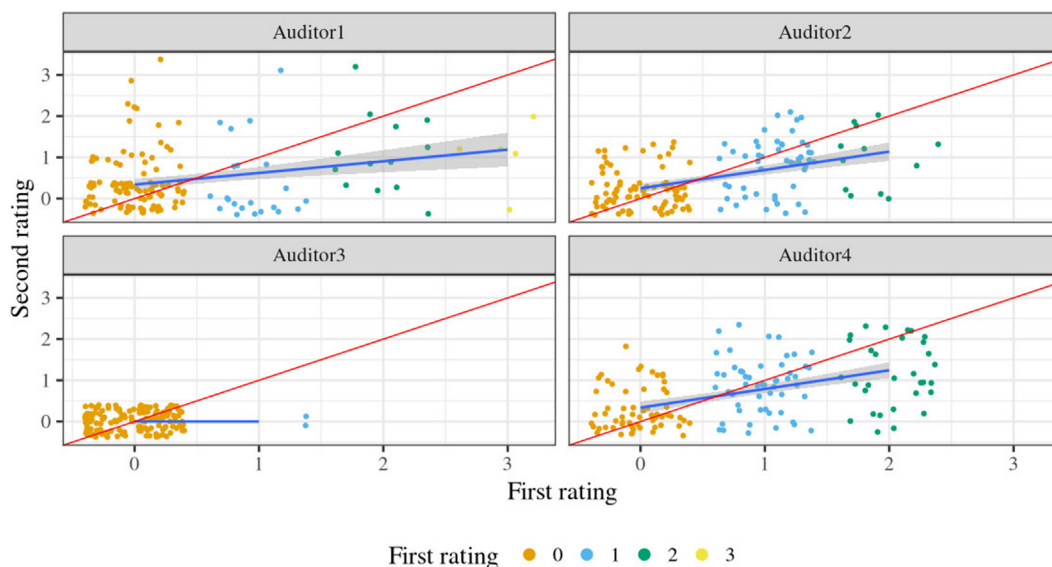 Auditor1
Auditor2
3
2
1
0
Auditor3
Auditor4
3
2
1
0
0 1 2 3
0 1 2 3
Second rating
First rating
First rating 0 1 2 3